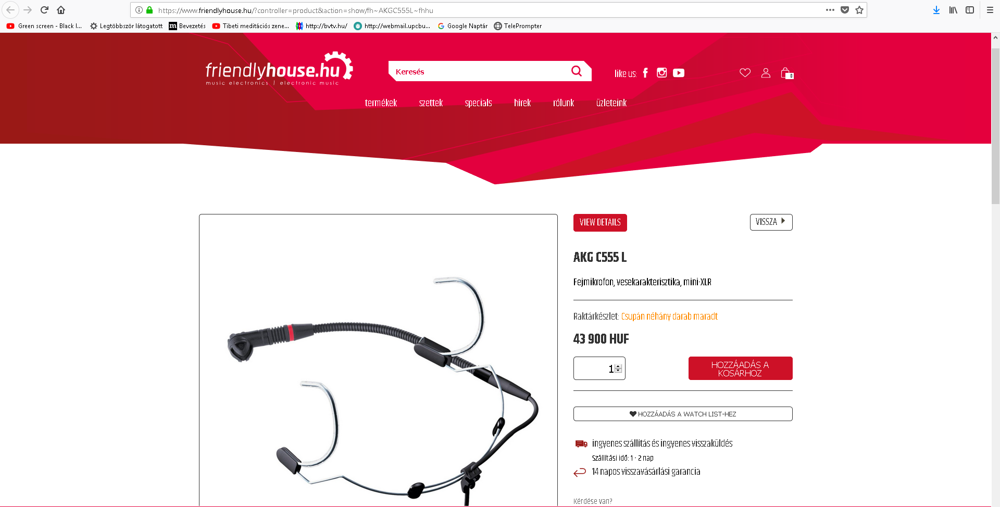 https://www.friendlyhouse.hu/?controller=product&action=show/fh~AKGC555L~fhhu
Green screen - Black l...
Legtöbbször látogatott
m Bevezetés
Tibeti meditációs zene...
http://bvtv.hu/
http://webmail.upcbu...
G Google Naptár
TelePrompter
friendlyhouse.hu
music electronics | electronic music
Keresés
like us:
0
termékek
szettek
specials
hírek
rólunk
üzleteink
VIEW DETAILS
VISSZA
AKG C555 L
Fejmikrofon, vesekarakterisztika, mini-XLR
Raktárkészlet: Csupán néhány darab maradt
43 900 HUF
1
HOZZÁADÁS A
KOSÁRHOZ
HOZZÁADÁS A WATCH LIST-HEZ
ingyenes szállítás és ingyenes visszaküldés
Szállítási idő: 1 - 2 nap
14 napos visszavásárlási garancia
Kérdése van?